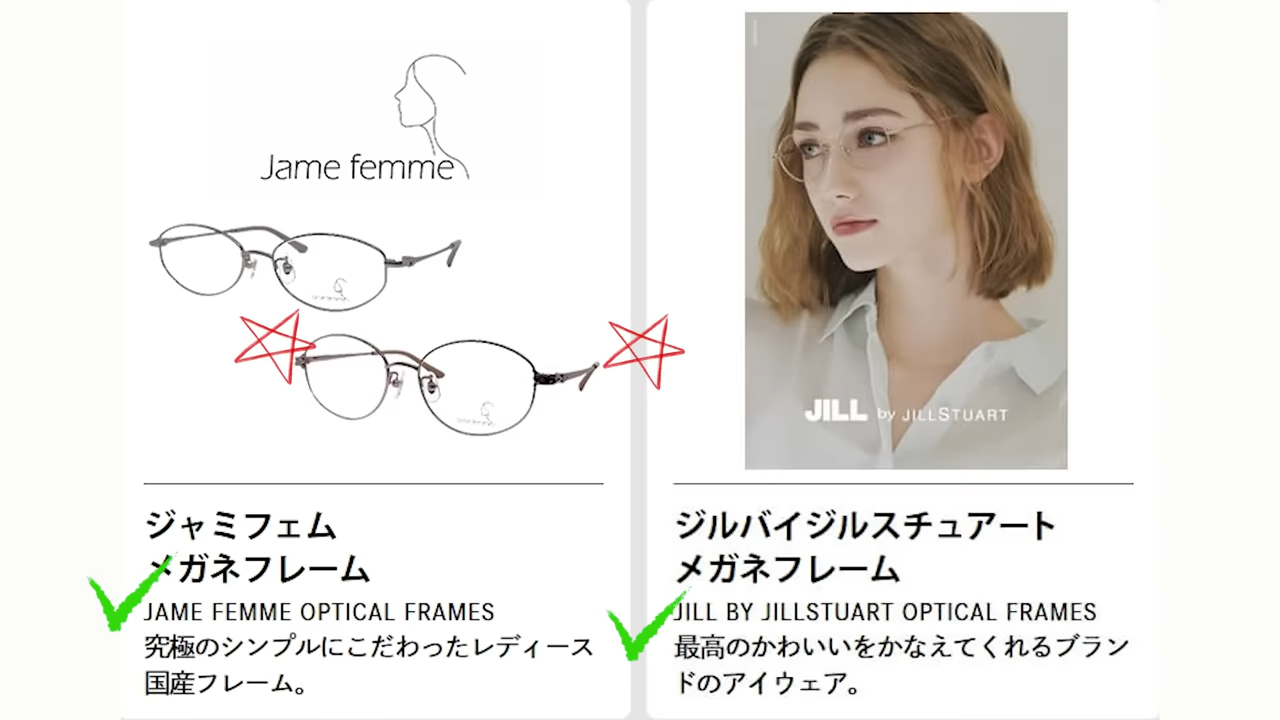 Jame femme
ジャミフェム
メガネフレーム
JAME FEMME OPTICAL FRAMES
究極のシンプルにこだわったレディース
国産フレーム。
JILL by JILLSTUART
ジルバイジルスチュアート
メガネフレーム
JILL BY JILLSTUART OPTICAL FRAMES
最高のかわいいをかなえてくれるブラン
ドのアイウェア。